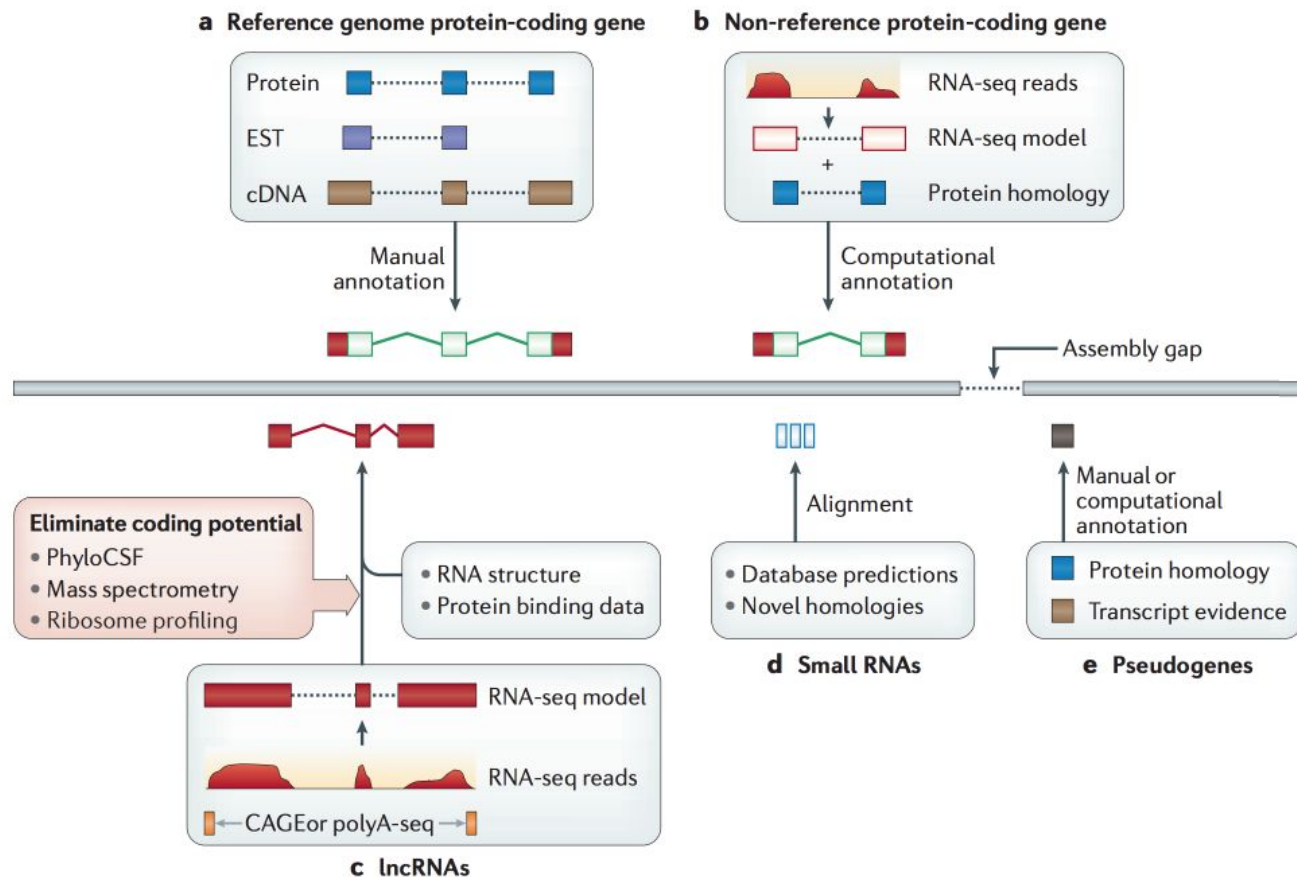 a Reference genome protein-coding gene
Protein
EST
cDNA
Manual
annotation
b Non-reference protein-coding gene
RNA-seq reads
RNA-seq model
+
Protein homology
Computational
annotation
Assembly gap
Eliminate coding potential
• PhyloCSF
• Mass spectrometry
• Ribosome profiling
• RNA structure
• Protein binding data
RNA-seq model
RNA-seq reads
CAGEor polyA-seq
c lncRNAs
Alignment
• Database predictions
• Novel homologies
d Small RNAs
Manual or
computational
annotation
Protein homology
Transcript evidence
e Pseudogenes